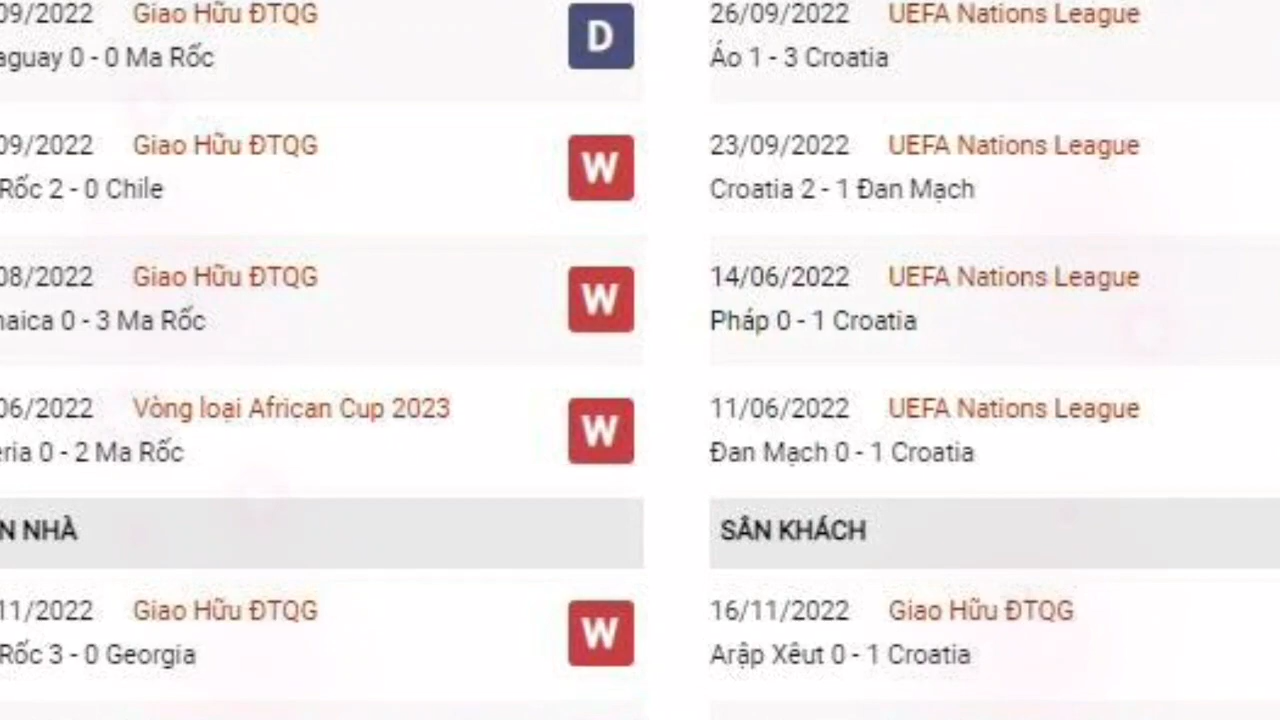 09/2022 Giao Hữu ĐTQG
aguay 0 - 0 Ma Rốc
D
09/2022 Giao Hữu ĐTQG
Rốc 2 - 0 Chile
W
08/2022 Giao Hữu ĐTQG
naica 0 - 3 Ma Rốc
W
06/2022 Vòng loại African Cup 2023
eria 0 - 2 Ma Rốc
W
N NHÀ
11/2022 Giao Hữu ĐTQG
Rốc 3 - 0 Georgia
W
26/09/2022 UEFA Nations League
Áo 1 - 3 Croatia
23/09/2022 UEFA Nations League
Croatia 2 - 1 Đan Mạch
14/06/2022 UEFA Nations League
Pháp 0 - 1 Croatia
11/06/2022 UEFA Nations League
Đan Mạch 0 - 1 Croatia
SÂN KHÁCH
16/11/2022 Giao Hữu ĐTQG
Arập Xêut 0 - 1 Croatia